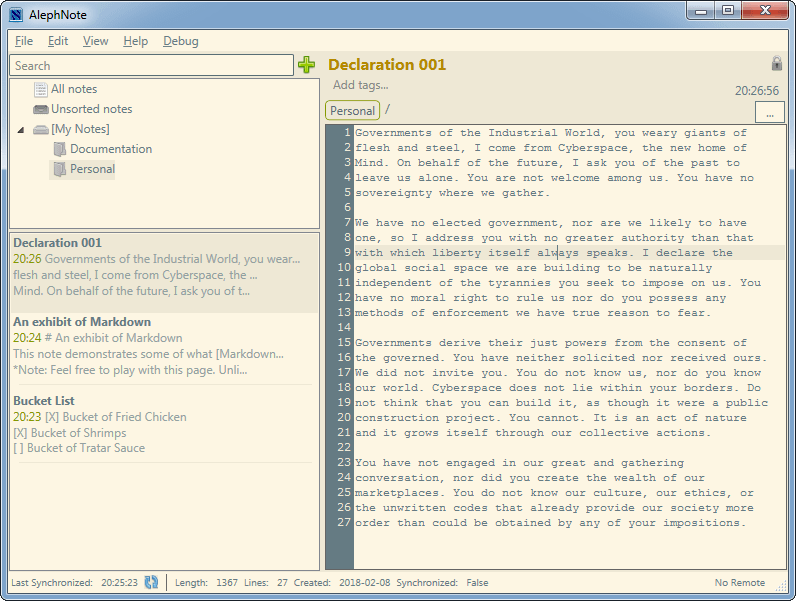 AlephNote
File Edit View Help Debug
Search
All notes
Unsorted notes
[My Notes]
Documentation
Personal
Declaration 001
20:26 Governments of the Industrial World, you wear...
flesh and steel, I come from Cyberspace, the ...
Mind. On behalf of the future, I ask you of t...
An exhibit of Markdown
20:24 # An exhibit of Markdown
This note demonstrates some of what [Markdown...
*Note: Feel free to play with this page. Unli...
Bucket List
20:23 [X] Bucket of Fried Chicken
[X] Bucket of Shrimps
[ ] Bucket of Tratar Sauce
Declaration 001
Add tags...
20:26:56
Personal /
...
1 Governments of the Industrial World, you weary giants of
2 flesh and steel, I come from Cyberspace, the new home of
3 Mind. On behalf of the future, I ask you of the past to
4 leave us alone. You are not welcome among us. You have no
5 sovereignty where we gather.
6
7 We have no elected government, nor are we likely to have
8 one, so I address you with no greater authority than that
9 with which liberty itself always speaks. I declare the
10 global social space we are building to be naturally
11 independent of the tyrannies you seek to impose on us. You
12 have no moral right to rule us nor do you possess any
13 methods of enforcement we have true reason to fear.
14
15 Governments derive their just powers from the consent of
16 the governed. You have neither solicited nor received ours.
17 We did not invite you. You do not know us, nor do you know
18 our world. Cyberspace does not lie within your borders. Do
19 not think that you can build it, as though it were a public
20 construction project. You cannot. It is an act of nature
21 and it grows itself through our collective actions.
22
23 You have not engaged in our great and gathering
24 conversation, nor did you create the wealth of our
25 marketplaces. You do not know our culture, our ethics, or
26 the unwritten codes that already provide our society more
27 order than could be obtained by any of your impositions.
Last Synchronized: 20:25:23 Length: 1367 Lines: 27 Created: 2018-02-08 Synchronized: False No Remote